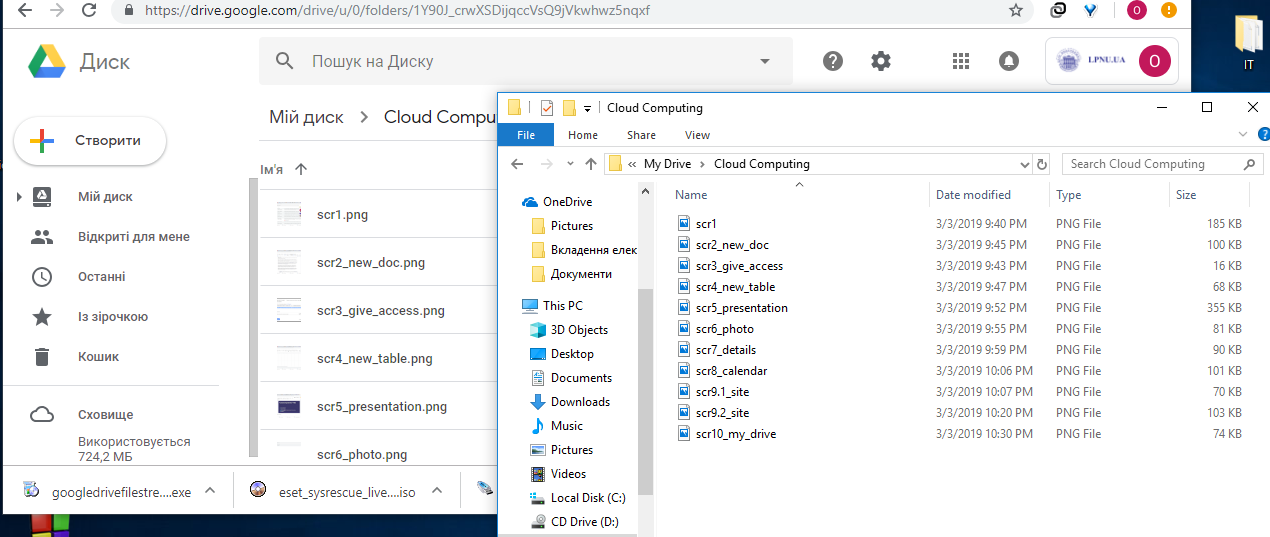 https://drive.google.com/drive/u/0/folders/1Y90J_crwXSDijqccVsQ9jVkwhwz5nqxf
O
Диск
Пошук на Диску
LPNU.UA
O
IT
Створити
Мій диск
Відкриті для мене
Останні
Із зірочкою
Кошик
Сховище
Використовується
724,2 МБ
Мій диск > Cloud Compu
Ім'я
scr1.png
scr2_new_doc.png
scr3_give_access.png
scr4_new_table.png
scr5_presentation.png
scr6_photo.png
googledrivefilestre....exe
eset_sysrescue_live....iso
Cloud Computing
File Home Share View
« My Drive > Cloud Computing
Search Cloud Computing
OneDrive
Pictures
Вкладення елек
Документи
This PC
3D Objects
Desktop
Documents
Downloads
Music
Pictures
Videos
Local Disk (C:)
CD Drive (D:)
Name Date modified Type Size
scr1 3/3/2019 9:40 PM PNG File 185 KB
scr2_new_doc 3/3/2019 9:45 PM PNG File 100 KB
scr3_give_access 3/3/2019 9:43 PM PNG File 16 KB
scr4_new_table 3/3/2019 9:47 PM PNG File 68 KB
scr5_presentation 3/3/2019 9:52 PM PNG File 355 KB
scr6_photo 3/3/2019 9:55 PM PNG File 81 KB
scr7_details 3/3/2019 9:59 PM PNG File 90 KB
scr8_calendar 3/3/2019 10:06 PM PNG File 101 KB
scr9.1_site 3/3/2019 10:07 PM PNG File 70 KB
scr9.2_site 3/3/2019 10:20 PM PNG File 103 KB
scr10_my_drive 3/3/2019 10:30 PM PNG File 74 KB